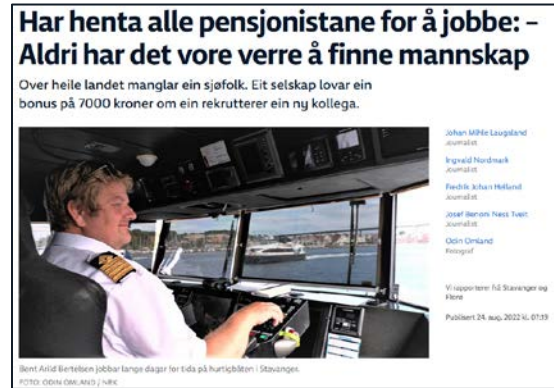 Har henta alle pensjonistane for å jobbe: –
Aldri har det vore verre å finne mannskap
Over heile landet manglar ein sjøfolk. Eit selskap lovar ein
bonus på 7000 kroner om ein rekrutterer ein ny kollega.
Johan Mihle Laugaland
Journalist
Ingvald Nordmark
Journalist
Fredrik Johan Helland
Journalist
Josef Benoni Ness Tveit
Journalist
Odin Omland
Fotograf
Vi rapporterer frå Stavanger og
Florø
Publisert 24. aug. 2022 kl. 07:19
Bent Arild Bertelsen jobbar lange dagar for tida på hurtigbåten i Stavanger.
FOTO: ODIN OMLAND / NRK